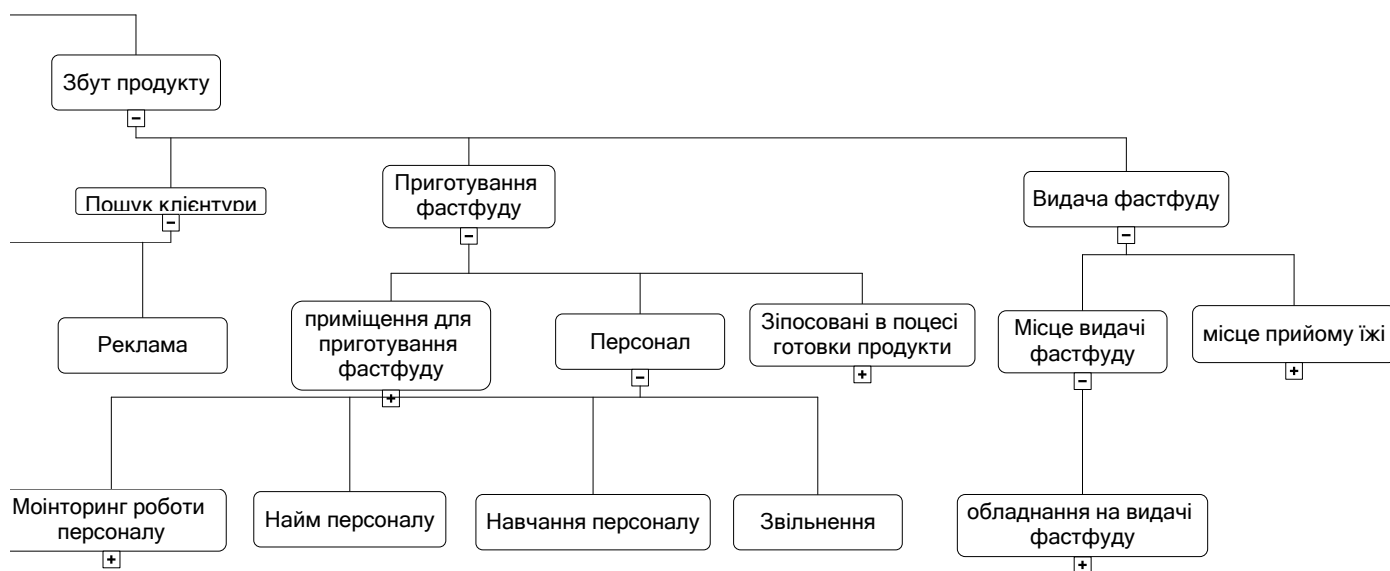 Збут продукту
Пошук клієнтури
Приготування
фастфуду
Видача фастфуду
Реклама
приміщення для
приготування
фастфуду
Персонал
Зіпосовані в поцесі
готовки продукти
Місце видачі
фастфуду
місце прийому їжі
Моінторинг роботи
персоналу
Найм персоналу
Навчання персоналу
Звільнення
обладнання на видачі
фастфуду